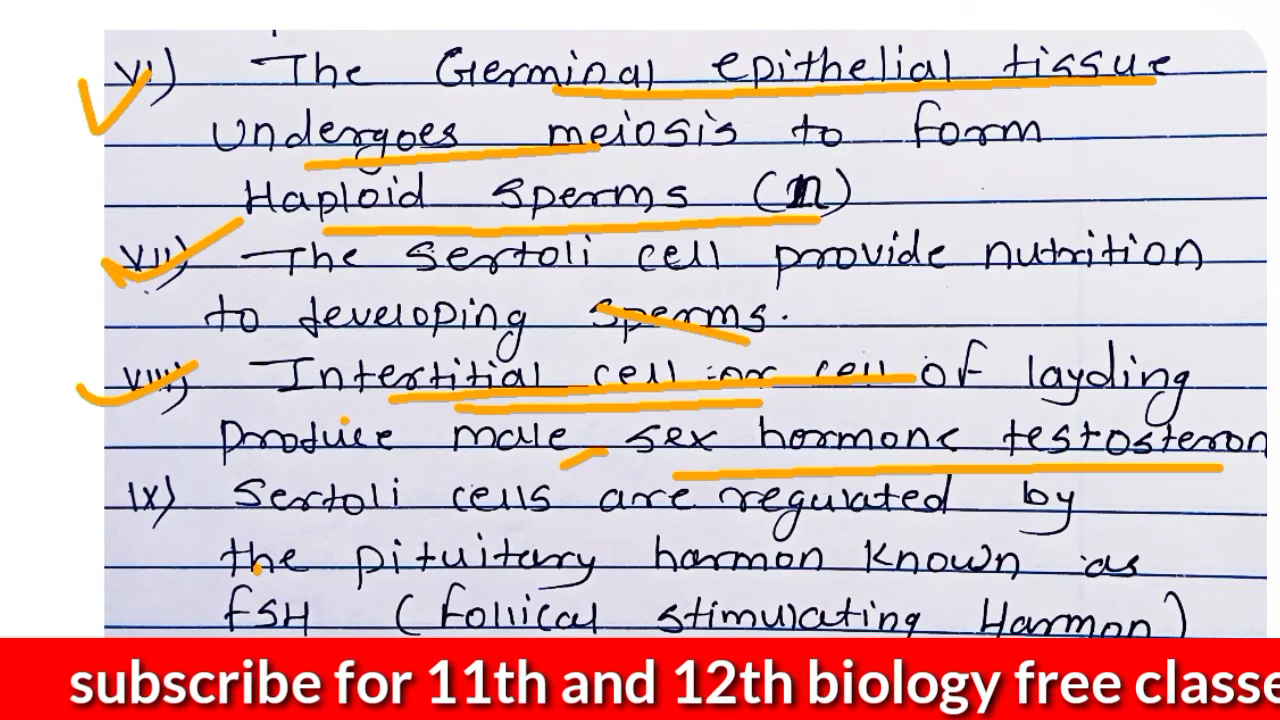 vi) The Germinal epithelial tissue
undergoes meiosis to form
Haploid sperms (n)
vii) The sertoli cell provide nutrition
to developing sperms.
viii) Intertitial cell or cell of layding
produce male sex hormone testosteron
ix) Sertoli cells are regulated by
the pituitary harmon known as
FSH (follical stimulating Harmon)
subscribe for 11th and 12th biology free classe